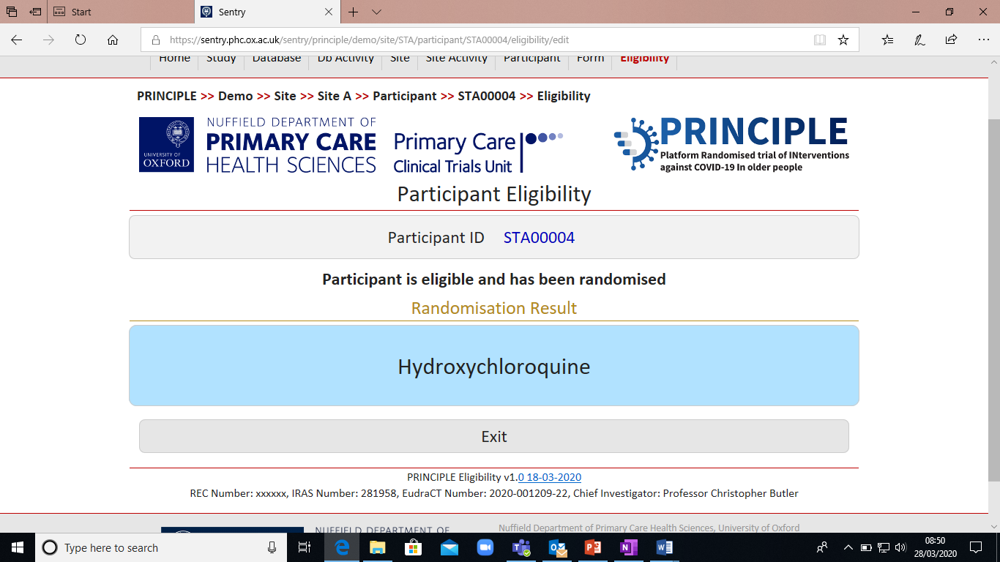 Start
Sentry
https://sentry.phc.ox.ac.uk/sentry/principle/demo/site/STA/participant/STA00004/eligibility/edit
Home Study Database Db Activity Site Site Activity Participant Form Eligibility
PRINCIPLE >> Demo >> Site >> Site A >> Participant >> STA00004 >> Eligibility
UNIVERSITY OF
OXFORD
NUFFIELD DEPARTMENT OF
PRIMARY CARE
HEALTH SCIENCES
Primary Care
Clinical Trials Unit
PRINCIPLE
Platform Randomised trial of INterventions
against COVID-19 In older people
Participant Eligibility
Participant ID STA00004
Participant is eligible and has been randomised
Randomisation Result
Hydroxychloroquine
Exit
PRINCIPLE Eligibility v1.0 18-03-2020
REC Number: xxxxxx, IRAS Number: 281958, EudraCT Number: 2020-001209-22, Chief Investigator: Professor Christopher Butler
NUFFIELD DEPARTMENT OF
Nuffield Department of Primary Care Health Sciences, University of Oxford
Type here to search
08:50
28/03/2020